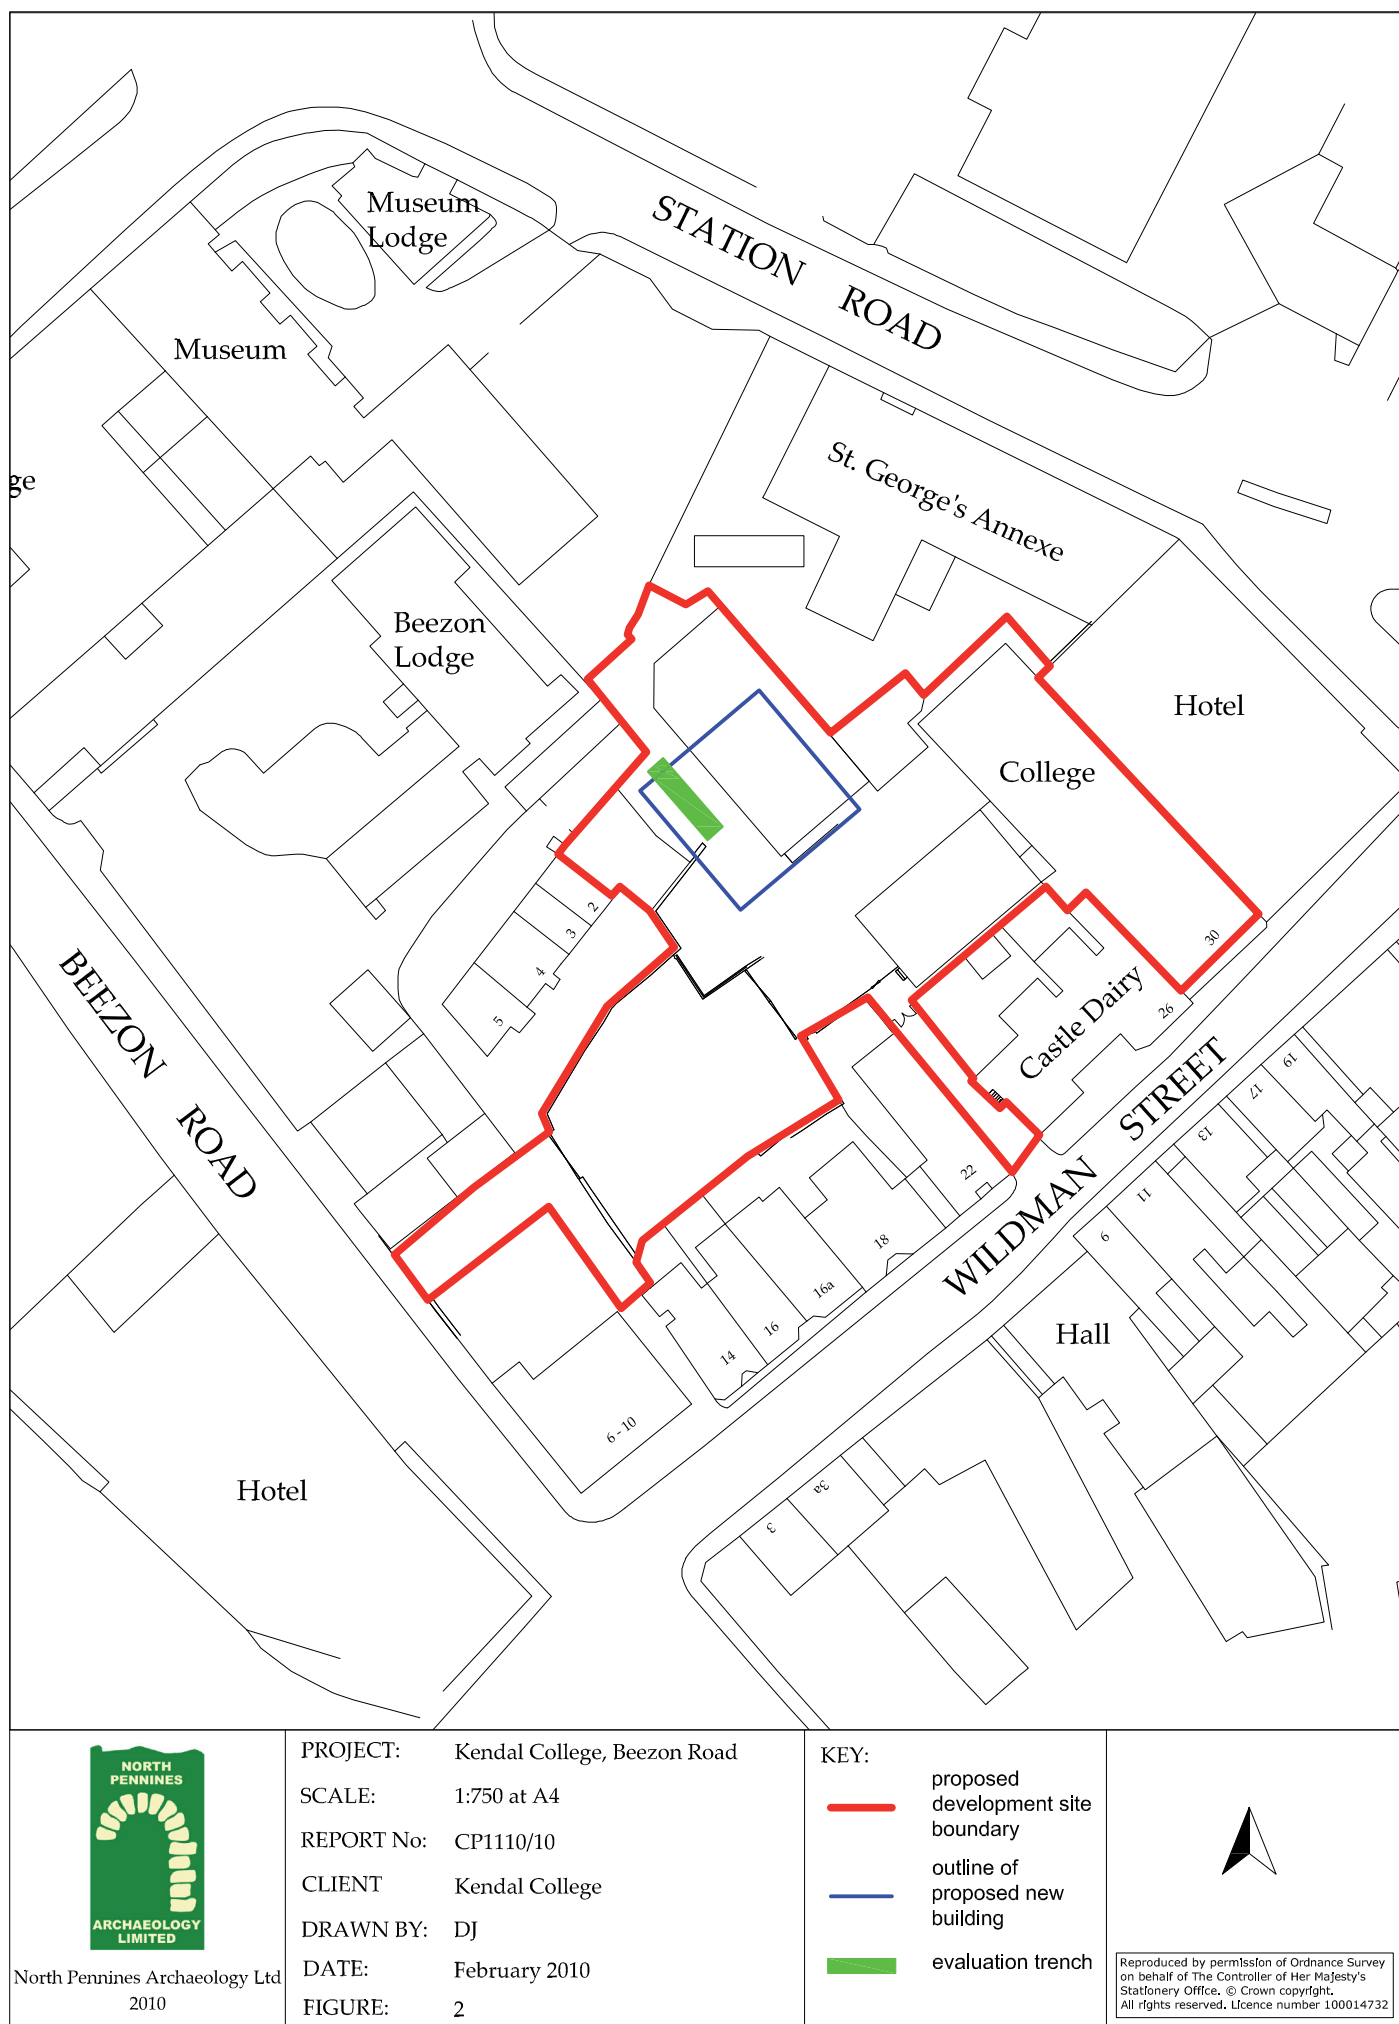 Museum
Lodge
STATION ROAD
Museum
St. George's Annexe
ge
Beezon
Lodge
Hotel
College
2
3
4
5
30
Castle Dairy
26
BEEZON ROAD
WILDMAN STREET
19
17
13
11
9
22
18
16a
16
14
6 - 10
Hall
Hotel
3a
3
NORTH
PENNINES
ARCHAEOLOGY
LIMITED
North Pennines Archaeology Ltd
2010
PROJECT: Kendal College, Beezon Road
SCALE: 1:750 at A4
REPORT No: CP1110/10
CLIENT Kendal College
DRAWN BY: DJ
DATE: February 2010
FIGURE: 2
KEY:
proposed
development site
boundary
outline of
proposed new
building
evaluation trench
Reproduced by permission of Ordnance Survey
on behalf of The Controller of Her Majesty's
Stationery Office. © Crown copyright.
All rights reserved. Licence number 100014732